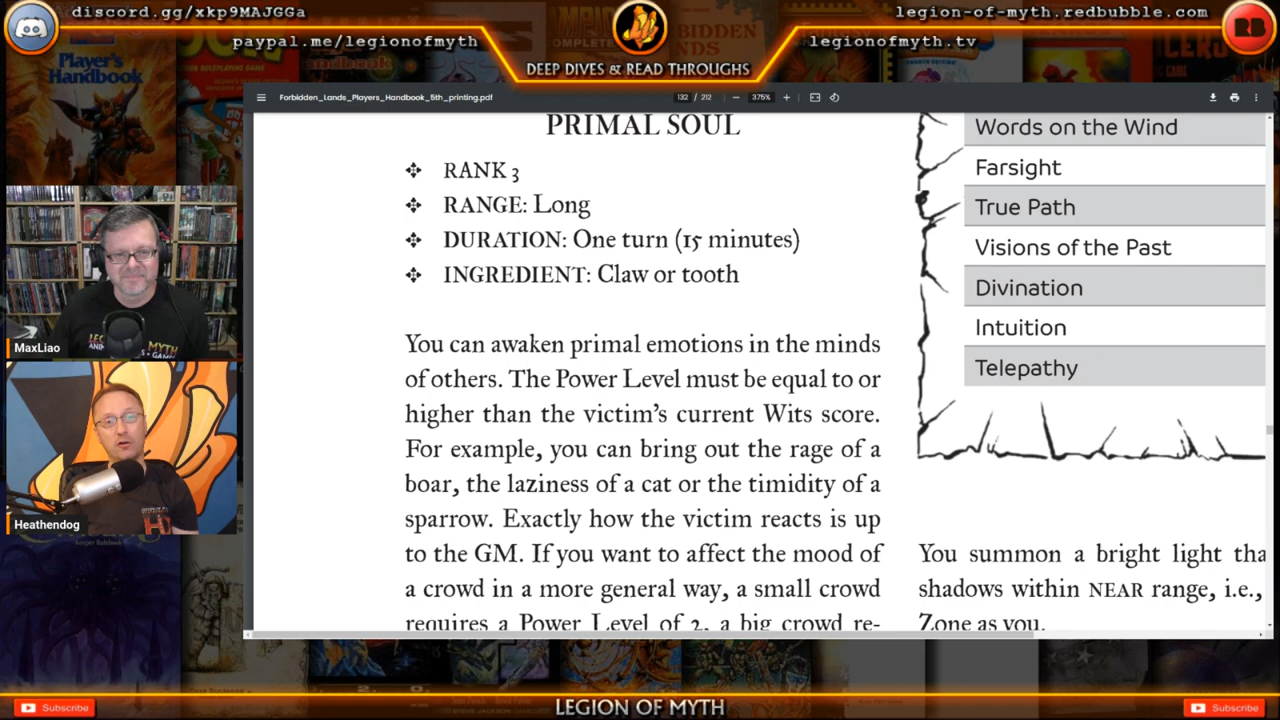 discord.gg/xkp9MAJGGa
legion-of-myth.redbubble.com
paypal.me/legionofmyth
legionofmyth.tv
DEEP DIVES & READ THROUGHS
Player's
Handbook
Forbidden_Lands_Players_Handbook_5th_printing.pdf
132 / 212
375%
PRIMAL SOUL
RANK 3
RANGE: Long
DURATION: One turn (15 minutes)
INGREDIENT: Claw or tooth
You can awaken primal emotions in the minds
of others. The Power Level must be equal to or
higher than the victim's current Wits score.
For example, you can bring out the rage of a
boar, the laziness of a cat or the timidity of a
sparrow. Exactly how the victim reacts is up
to the GM. If you want to affect the mood of
a crowd in a more general way, a small crowd
requires a Power Level of 2, a big crowd re-
Words on the Wind
Farsight
True Path
Visions of the Past
Divination
Intuition
Telepathy
You summon a bright light tha
shadows within NEAR range, i.e.,
Zone as you.
MaxLiao
Heathendog
Subscribe
LEGION OF MYTH
Subscribe